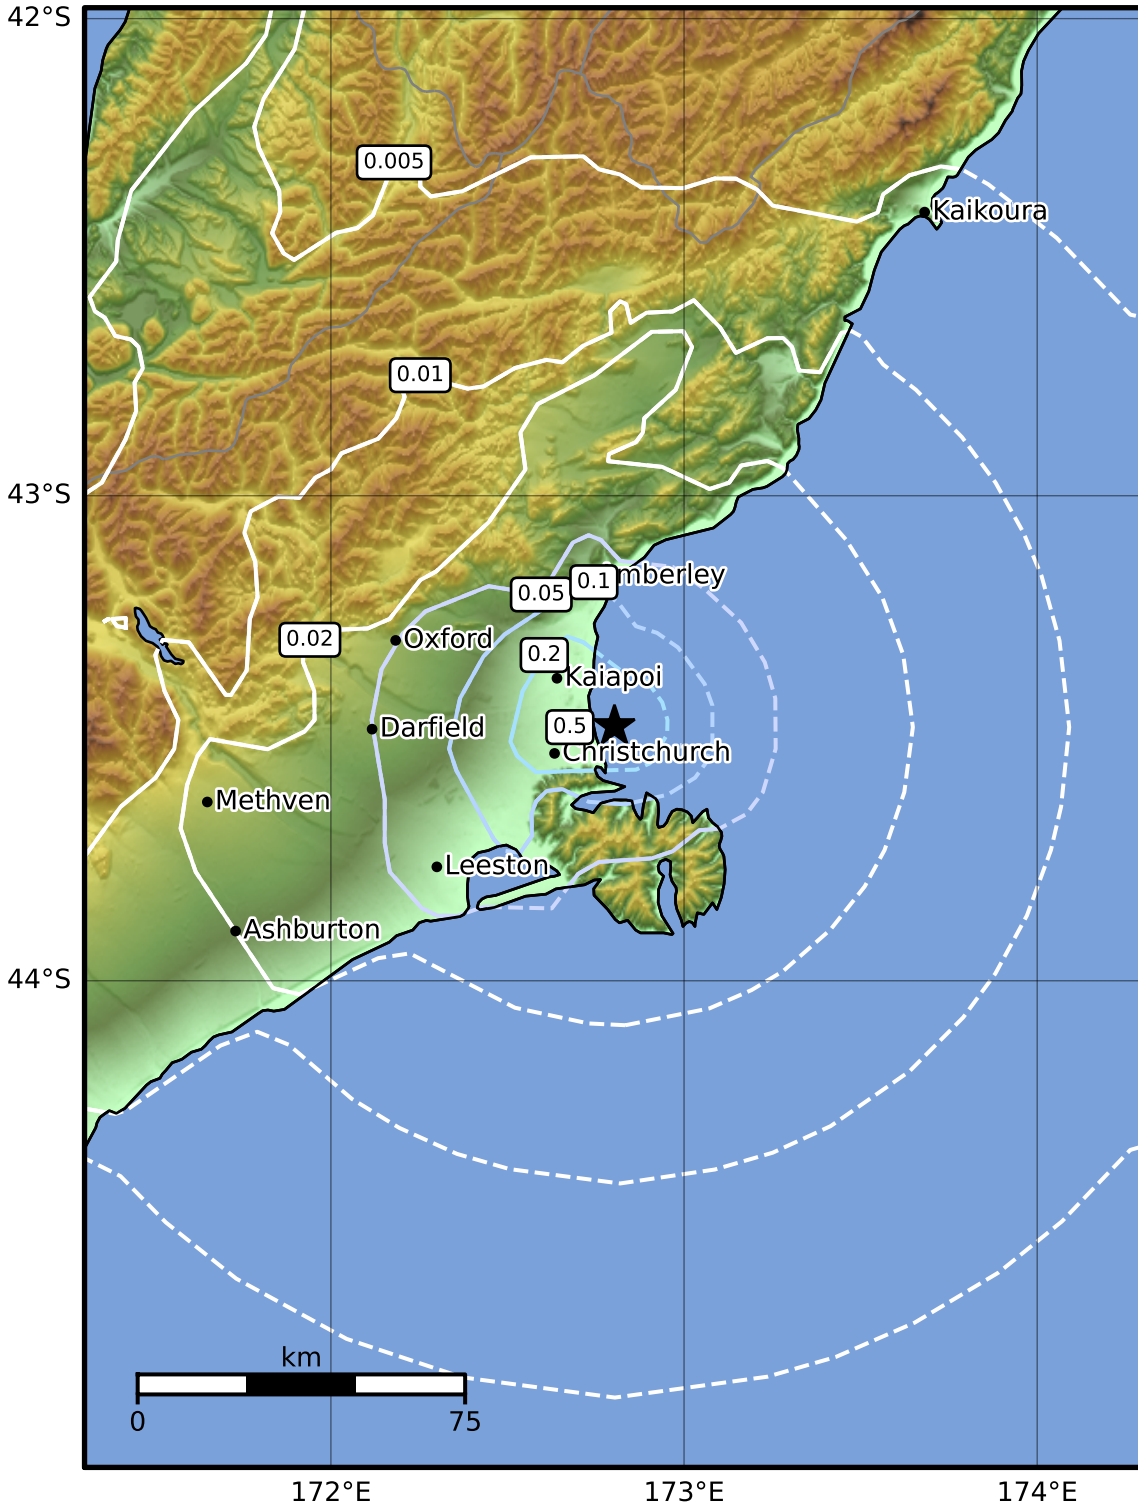 42°S
0.005
Kaikoura
0.01
43°S
mberley
0.1
0.05
0.02
Oxford
0.2
Kaiapoi
0.5
Darfield
Christchurch
Methven
Leeston
Ashburton
44°S
km
0 75
172°E 173°E 174°E